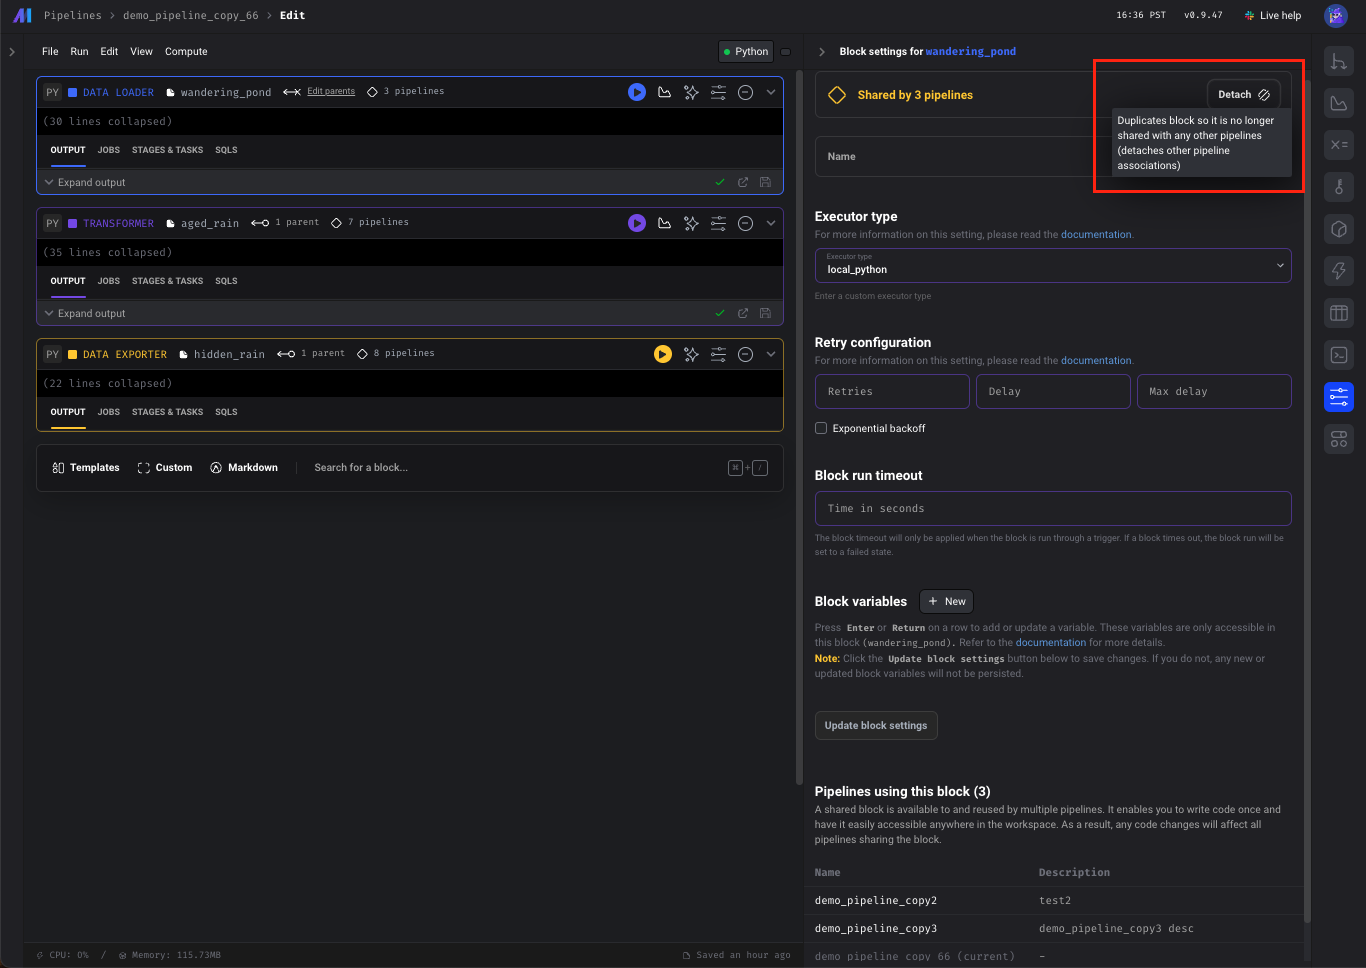 Pipelines > demo_pipeline_copy_66 > Edit
16:36 PST v0.9.47 Live help
File Run Edit View Compute
Python
PY DATA LOADER wandering_pond Edit parents 3 pipelines
(30 lines collapsed)
OUTPUT JOBS STAGES & TASKS SQLS
Expand output
PY TRANSFORMER aged_rain 1 parent 7 pipelines
(35 lines collapsed)
OUTPUT JOBS STAGES & TASKS SQLS
Expand output
PY DATA EXPORTER hidden_rain 1 parent 8 pipelines
(22 lines collapsed)
OUTPUT JOBS STAGES & TASKS SQLS
Templates Custom Markdown Search for a block... ⌘ + /
CPU: 0% / Memory: 115.73MB
Saved an hour ago
Block settings for wandering_pond
Shared by 3 pipelines
Detach
Duplicates block so it is no longer
shared with any other pipelines
(detaches other pipeline
associations)
Name
Executor type
For more information on this setting, please read the documentation.
Executor type
local_python
Enter a custom executor type
Retry configuration
For more information on this setting, please read the documentation.
Retries Delay Max delay
Exponential backoff
Block run timeout
Time in seconds
The block timeout will only be applied when the block is run through a trigger. If a block times out, the block run will be
set to a failed state.
Block variables + New
Press Enter or Return on a row to add or update a variable. These variables are only accessible in
this block (wandering_pond). Refer to the documentation for more details.
Note: Click the Update block settings button below to save changes. If you do not, any new or
updated block variables will not be persisted.
Update block settings
Pipelines using this block (3)
A shared block is available to and reused by multiple pipelines. It enables you to write code once and
have it easily accessible anywhere in the workspace. As a result, any code changes will affect all
pipelines sharing the block.
Name Description
demo_pipeline_copy2 test2
demo_pipeline_copy3 demo_pipeline_copy3 desc
demo_pipeline_copy_66 (current) -